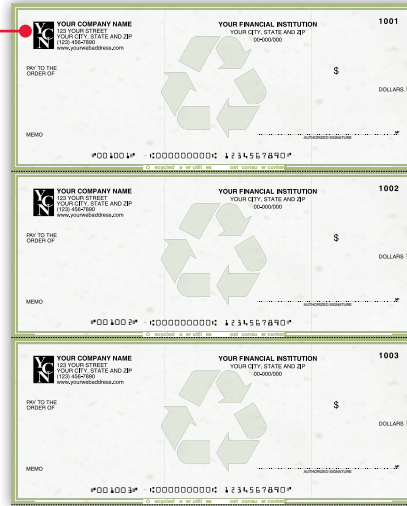 YCN
YOUR COMPANY NAME
123 YOUR STREET
YOUR CITY, STATE AND ZIP
(123) 456-7890
www.yourwebaddress.com
YOUR FINANCIAL INSTITUTION
YOUR CITY, STATE AND ZIP
00-000/000
1001
PAY TO THE
ORDER OF
$
DOLLARS
MEMO
AUTHORIZED SIGNATURE
⑈001001⑈ ⑆000000000⑆ 1234567890⑈
YCN
YOUR COMPANY NAME
123 YOUR STREET
YOUR CITY, STATE AND ZIP
(123) 456-7890
www.yourwebaddress.com
YOUR FINANCIAL INSTITUTION
YOUR CITY, STATE AND ZIP
00-000/000
1002
PAY TO THE
ORDER OF
$
DOLLARS
MEMO
AUTHORIZED SIGNATURE
⑈001002⑈ ⑆000000000⑆ 1234567890⑈
YCN
YOUR COMPANY NAME
123 YOUR STREET
YOUR CITY, STATE AND ZIP
(123) 456-7890
www.yourwebaddress.com
YOUR FINANCIAL INSTITUTION
YOUR CITY, STATE AND ZIP
00-000/000
1003
PAY TO THE
ORDER OF
$
DOLLARS
MEMO
AUTHORIZED SIGNATURE
⑈001003⑈ ⑆000000000⑆ 1234567890⑈